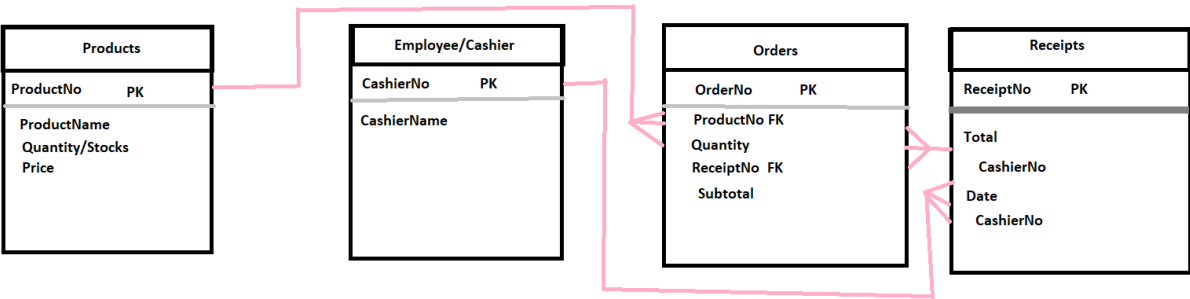 Products
ProductNo PK
ProductName
Quantity/Stocks
Price
Employee/Cashier
CashierNo PK
CashierName
Orders
OrderNo PK
ProductNo FK
Quantity
ReceiptNo FK
Subtotal
Receipts
ReceiptNo PK
Total
CashierNo
Date
CashierNo